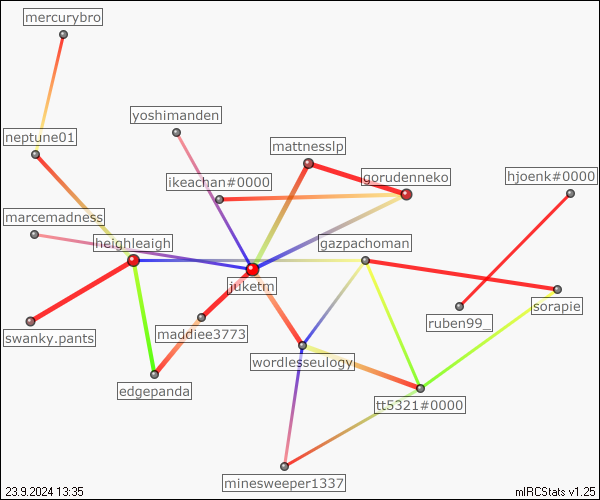 mercurybro
yoshimanden
neptune01
mattnesslp
gorudenneko
hjoenk#0000
ikeachan#0000
marcemadness
heighleaigh
gazpachoman
juketm
sorapie
ruben99_
swanky.pants
maddiee3773
wordlesseulogy
edgepanda
tt5321#0000
minesweeper1337
23.9.2024 13:35
mIRCStats v1.25